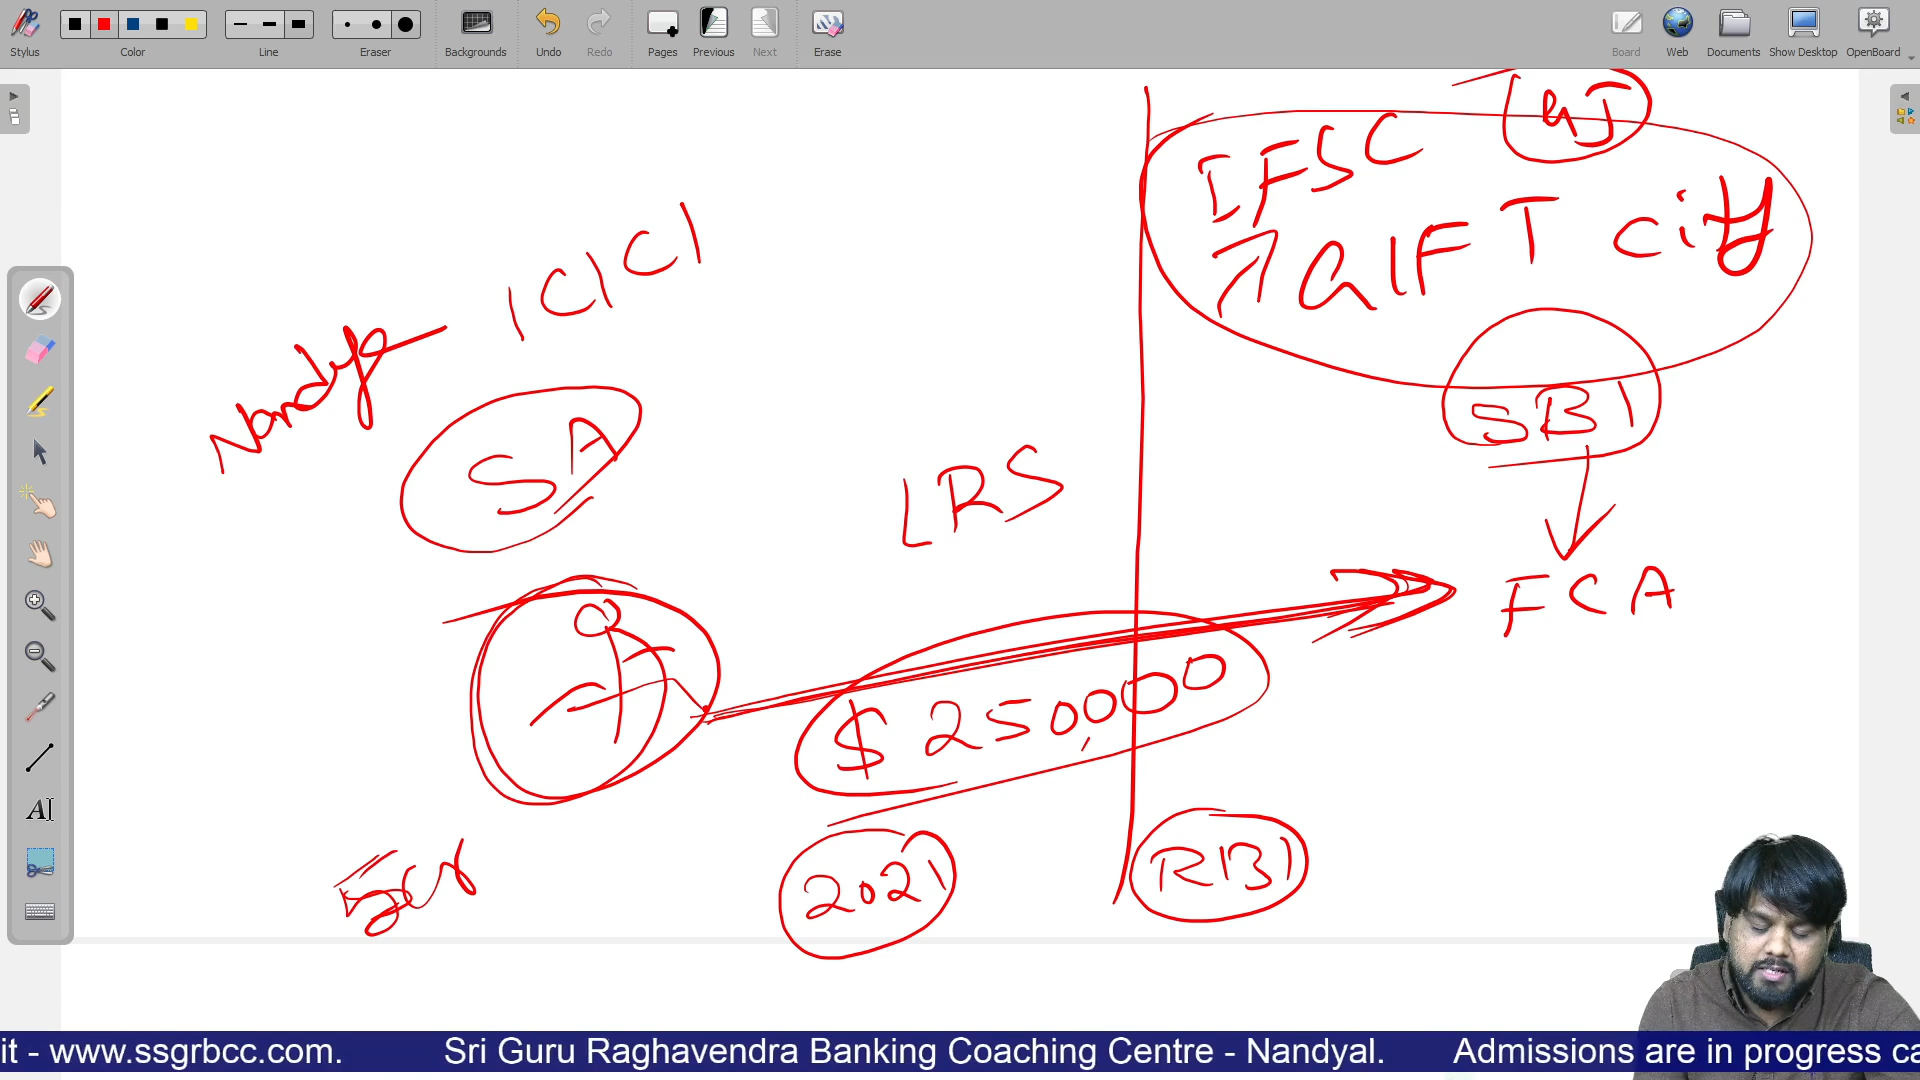 Stylus
Color
Line
Eraser
Backgrounds
Undo
Redo
Pages
Previous
Next
Erase
Board
Web
Documents
Show Desktop
OpenBoard
GJ
IFSC
GIFT city
ICICI
SA
SBI
LRS
FCA
$ 250,000
2021
RBI
it - www.ssgrbcc.com. Sri Guru Raghavendra Banking Coaching Centre - Nandyal. Admissions are in progress ca